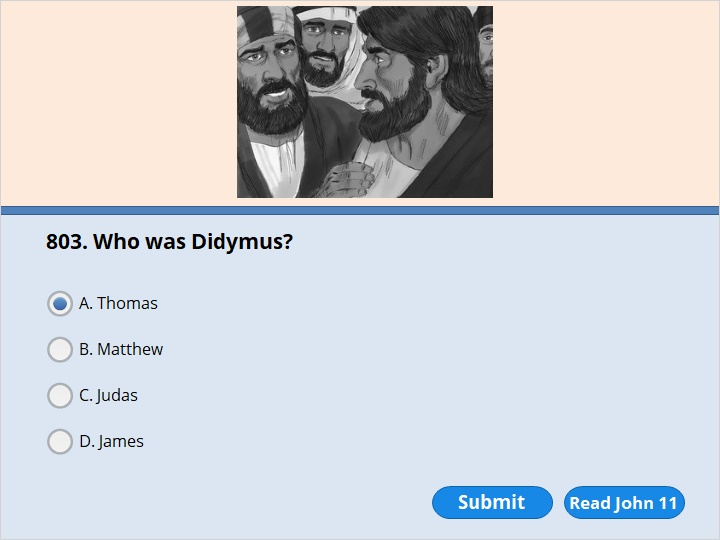 803. Who was Didymus?
A. Thomas
B. Matthew
C. Judas
D. James
Submit
Read John 11